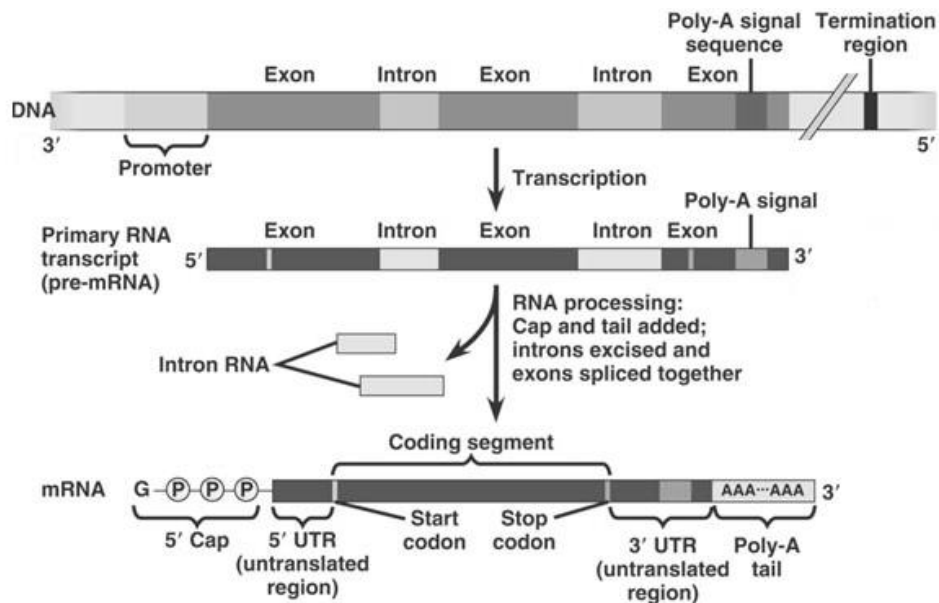 Poly-A signal
sequence
Termination
region
Exon
Intron
Exon
Intron
Exon
DNA
3′
5′
Promoter
Transcription
Poly-A signal
Exon
Intron
Exon
Intron
Exon
Primary RNA
transcript
(pre-mRNA)
5′
3′
RNA processing:
Cap and tail added;
introns excised and
exons spliced together
Intron RNA
Coding segment
mRNA
G
P
P
P
AAA···AAA
3′
5′ Cap
5′ UTR
(untranslated
region)
Start
codon
Stop
codon
3′ UTR
(untranslated
region)
Poly-A
tail